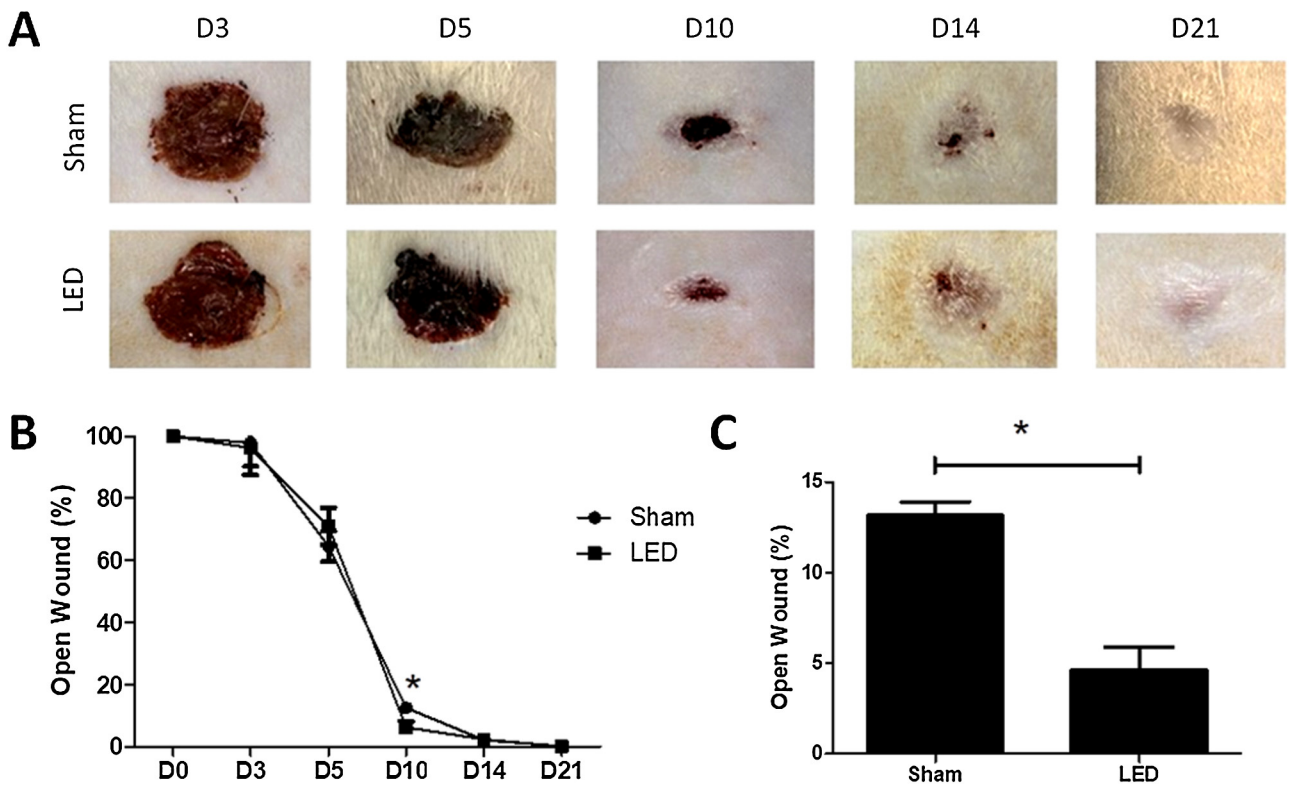 A
D3 D5 D10 D14 D21
Sham
LED
B
Open Wound (%)
100
80
60
40
20
0
*
D0 D3 D5 D10 D14 D21
Sham
LED
C
*
Open Wound (%)
15
10
5
0
Sham LED